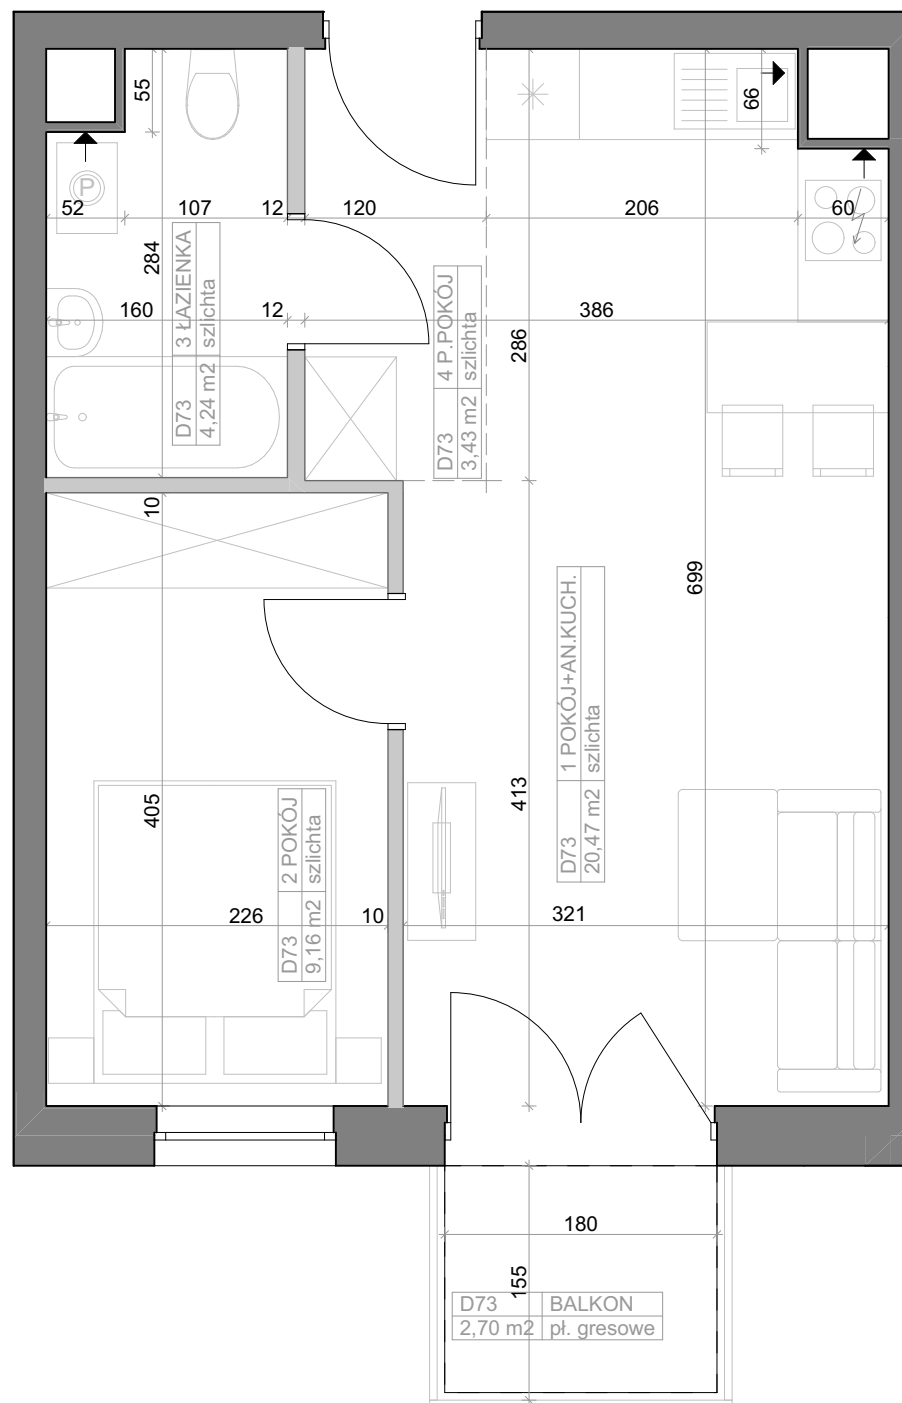 55
66
P
52
107
12
120
206
60
284
D73 3 ŁAZIENKA
4,24 m2 szlichta
160
12
386
D73 4 P.POKÓJ
3,43 m2 szlichta
286
10
699
D73 1 POKÓJ+AN.KUCH.
20,47 m2 szlichta
405
413
D73 2 POKÓJ
9,16 m2 szlichta
226
10
321
180
155
D73 BALKON
2,70 m2 pł. gresowe